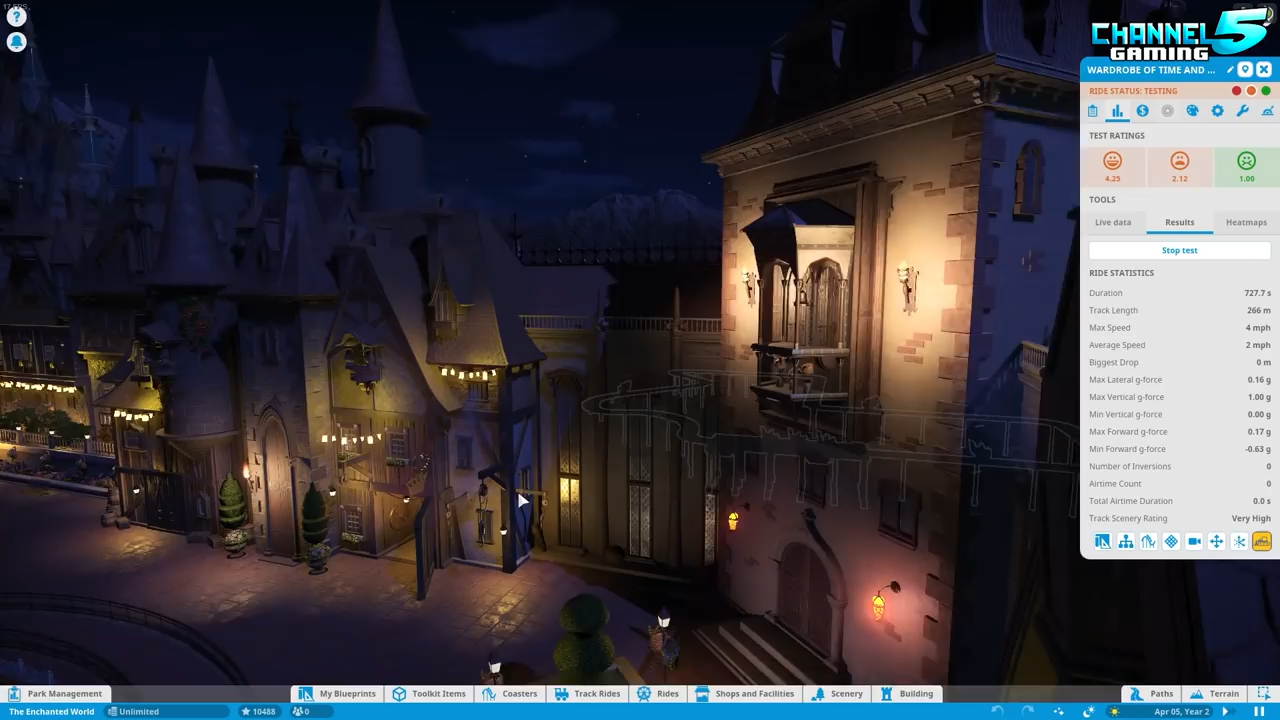 CHANNEL 5
GAMING
WARDROBE OF TIME AND ...
RIDE STATUS: TESTING
TEST RATINGS
4.25 2.12 1.00
TOOLS
Live data Results Heatmaps
Stop test
RIDE STATISTICS
Duration 727.7 s
Track Length 266 m
Max Speed 4 mph
Average Speed 2 mph
Biggest Drop 0 m
Max Lateral g-force 0.16 g
Max Vertical g-force 1.00 g
Min Vertical g-force 0.00 g
Max Forward g-force 0.17 g
Min Forward g-force -0.63 g
Number of Inversions 0
Airtime Count 0
Total Airtime Duration 0.0 s
Track Scenery Rating Very High
Park Management My Blueprints Toolkit Items Coasters Track Rides Rides Shops and Facilities Scenery Building Paths Terrain
The Enchanted World Unlimited 10488 0 Apr 05, Year 2